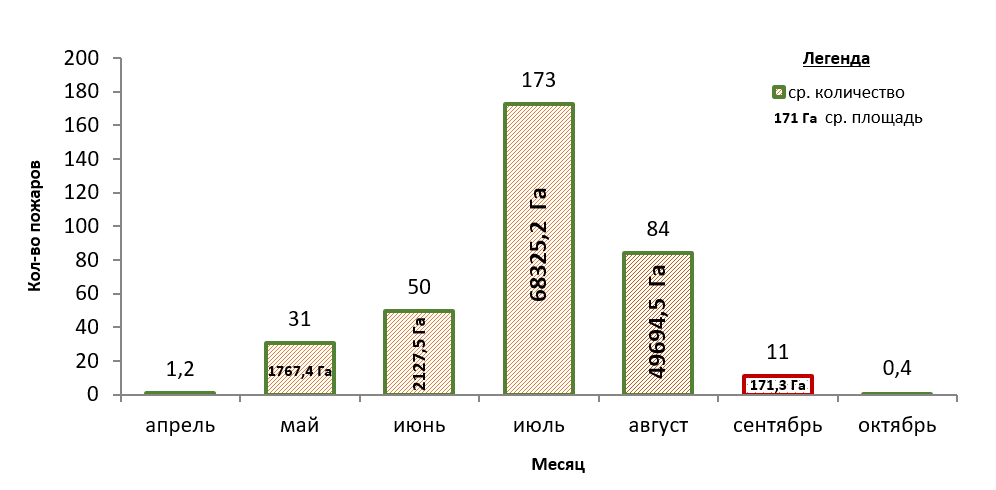 Легенда
ср. количество
171 Га ср. площадь
Кол-во пожаров
200
180
160
140
120
100
80
60
40
20
0
1,2
31
50
173
84
11
0,4
1767,4 Га
2127,5 Га
68325,2 Га
49694,5 Га
171,3 Га
апрель май июнь июль август сентябрь октябрь
Месяц